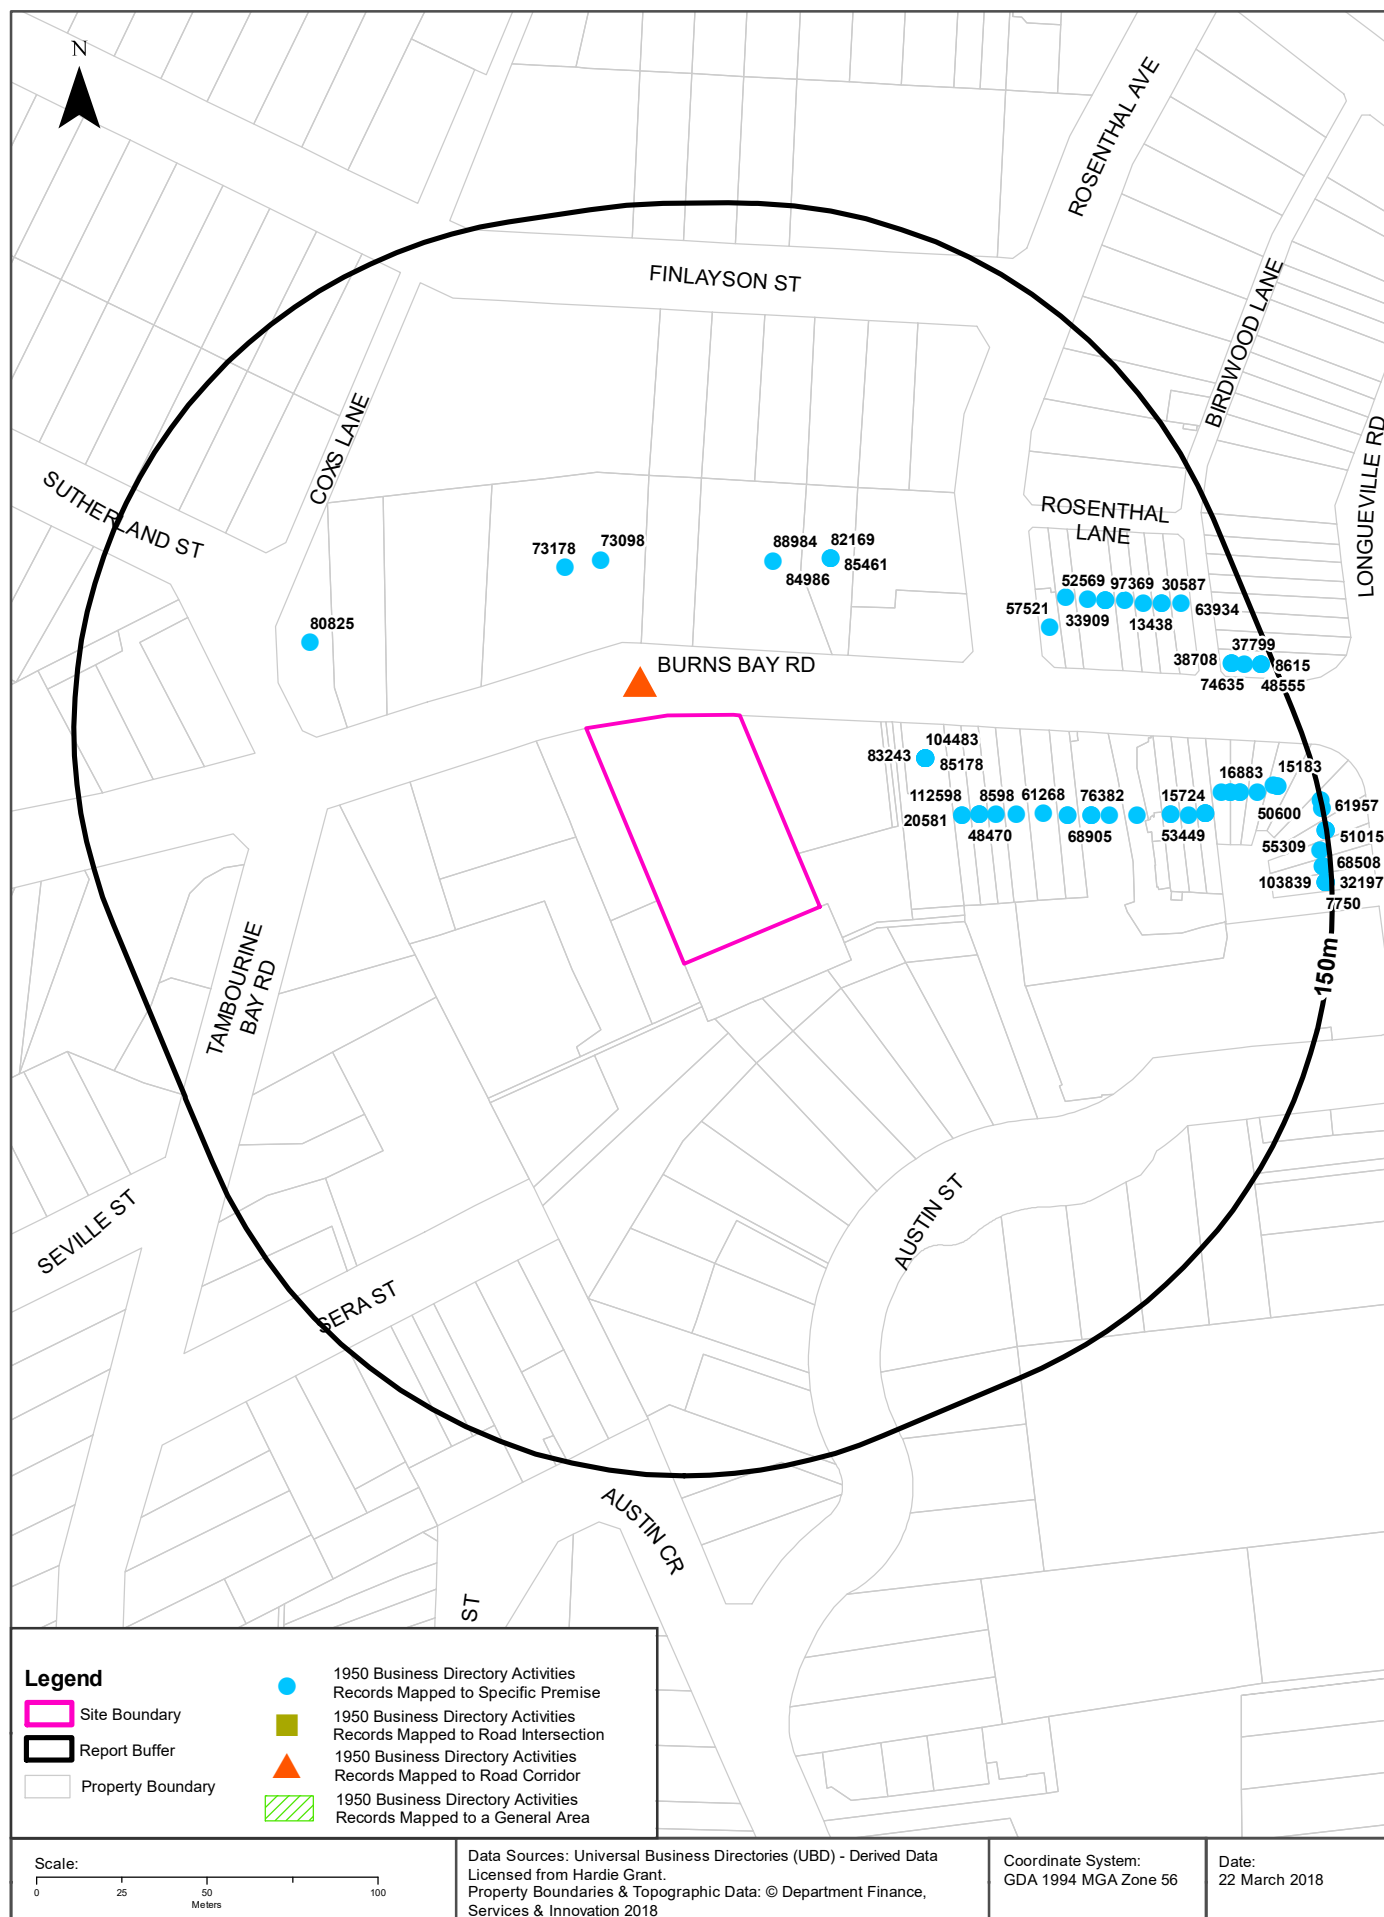 N
ROSENTHAL AVE
FINLAYSON ST
BIRDWOOD LANE
LONGUEVILLE RD
COXS LANE
SUTHERLAND ST
ROSENTHAL
LANE
73178
73098
88984
84986
82169
85461
52569
97369
30587
57521
33909
13438
63934
80825
BURNS BAY RD
38708
37799
8615
74635
48555
83243
104483
85178
112598
8598
61268
76382
15724
16883
15183
20581
48470
68905
53449
50600
61957
51015
55309
68508
103839
32197
7750
150m
TAMBOURINE
BAY RD
SEVILLE ST
SERA ST
AUSTIN ST
AUSTIN CR
ST
Legend
Site Boundary
Report Buffer
Property Boundary
1950 Business Directory Activities
Records Mapped to Specific Premise
1950 Business Directory Activities
Records Mapped to Road Intersection
1950 Business Directory Activities
Records Mapped to Road Corridor
1950 Business Directory Activities
Records Mapped to a General Area
Scale:
0 25 50 100
Meters
Data Sources: Universal Business Directories (UBD) - Derived Data
Licensed from Hardie Grant.
Property Boundaries & Topographic Data: © Department Finance,
Services & Innovation 2018
Coordinate System:
GDA 1994 MGA Zone 56
Date:
22 March 2018